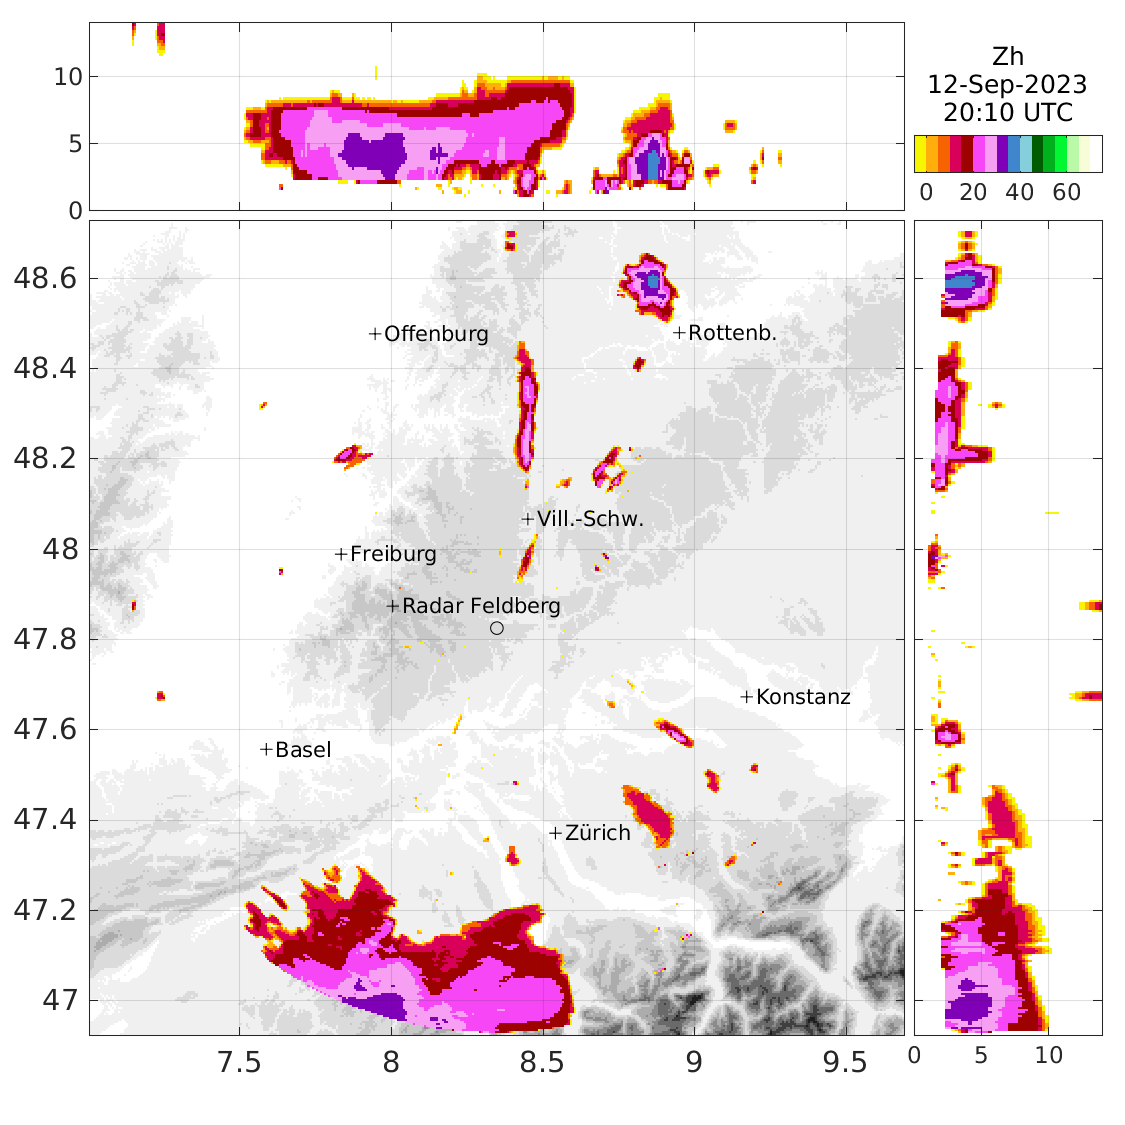 10
5
0
Zh
12-Sep-2023
20:10 UTC
0 20 40 60
48.6
48.4
48.2
48
47.8
47.6
47.4
47.2
47
+Offenburg
+Rottenb.
+Vill.-Schw.
+Freiburg
+Radar Feldberg
+Konstanz
+Basel
+Zürich
7.5 8 8.5 9 9.5
0 5 10